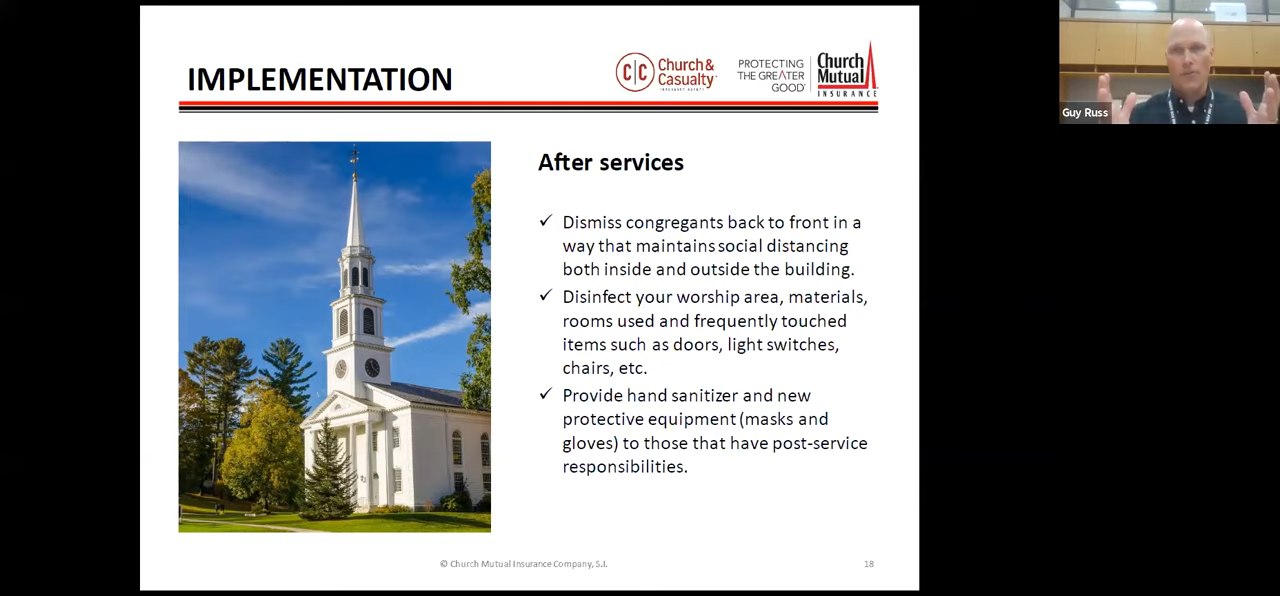 IMPLEMENTATION
C|C Church & Casualty
PROTECTING
THE GREATER
GOOD
Church
Mutual
INSURANCE
Guy Russ
After services
✓ Dismiss congregants back to front in a
way that maintains social distancing
both inside and outside the building.
✓ Disinfect your worship area, materials,
rooms used and frequently touched
items such as doors, light switches,
chairs, etc.
✓ Provide hand sanitizer and new
protective equipment (masks and
gloves) to those that have post-service
responsibilities.
© Church Mutual Insurance Company, S.I.
18